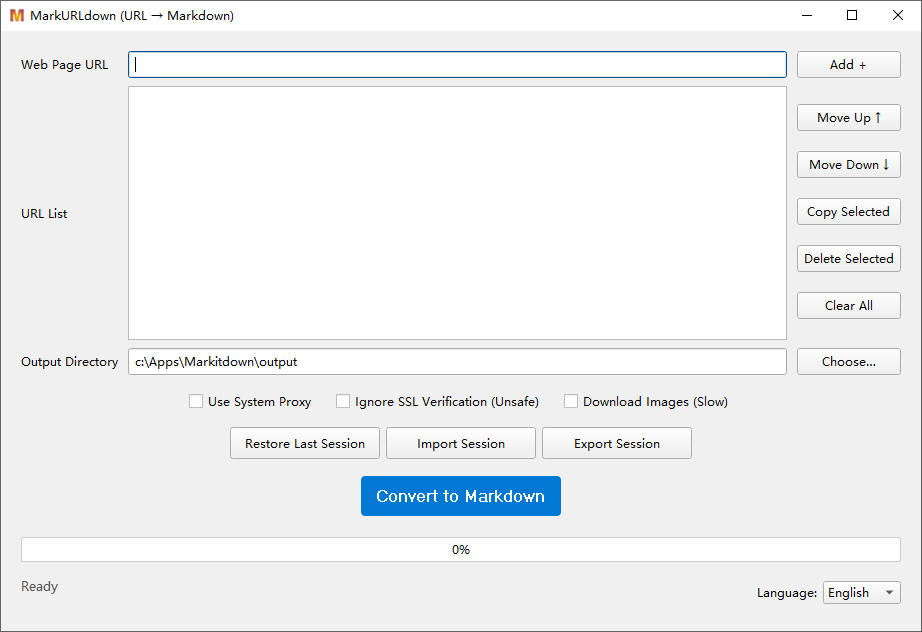 M MarkURLdown (URL → Markdown)
Web Page URL
Add +
Move Up ↑
Move Down ↓
URL List
Copy Selected
Delete Selected
Clear All
Output Directory c:\Apps\Markitdown\output Choose...
Use System Proxy Ignore SSL Verification (Unsafe) Download Images (Slow)
Restore Last Session Import Session Export Session
Convert to Markdown
0%
Ready
Language: English